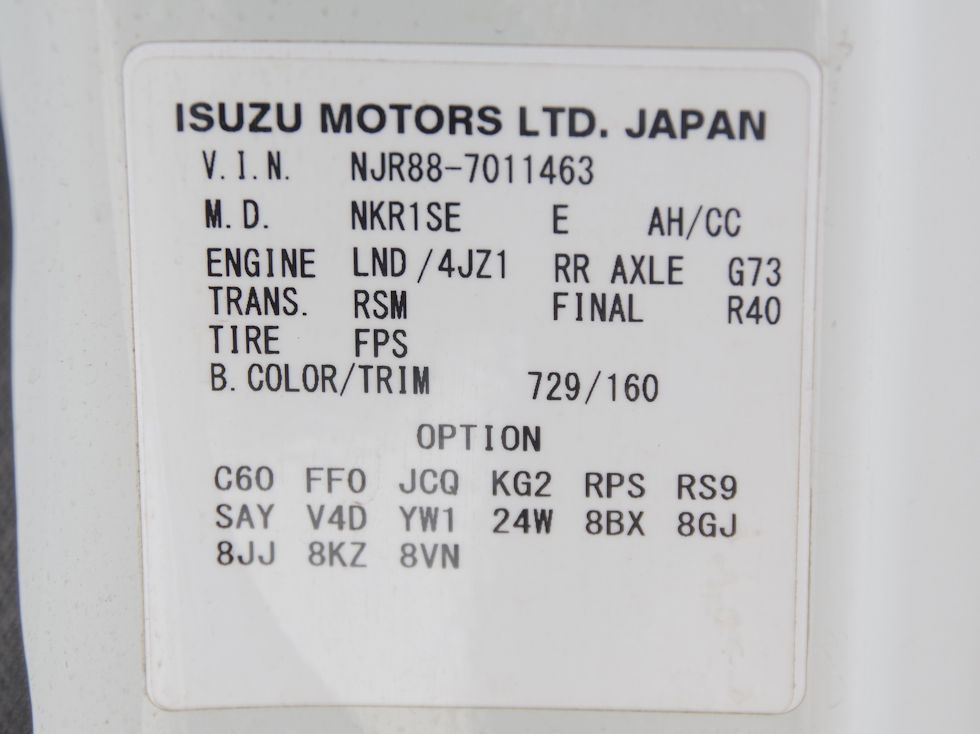 ISUZU MOTORS LTD. JAPAN
V.I.N. NJR88-7011463
M.D. NKR1SE E AH/CC
ENGINE LND/4JZ1 RR AXLE G73
TRANS. RSM FINAL R40
TIRE FPS
B.COLOR/TRIM 729/160
OPTION
C60 FF0 JCQ KG2 RPS RS9
SAY V4D YW1 24W 8BX 8GJ
8JJ 8KZ 8VN